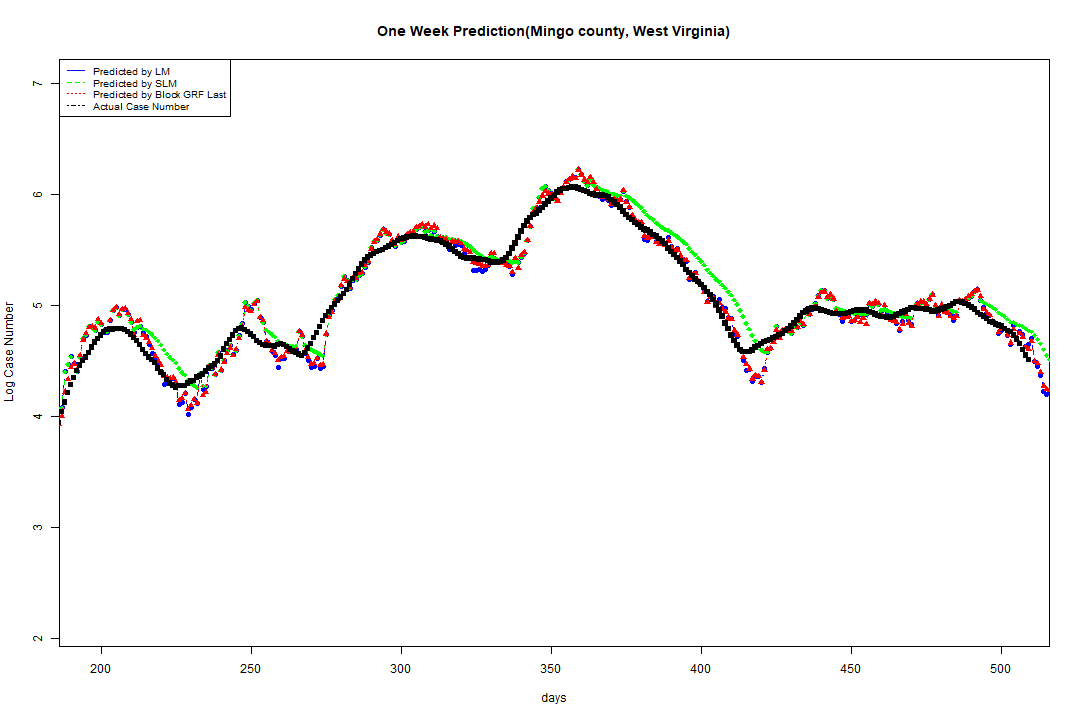 One Week Prediction(Mingo county, West Virginia)
Predicted by LM
Predicted by SLM
Predicted by Block GRF Last
Actual Case Number
7
6
5
4
3
2
Log Case Number
200 250 300 350 400 450 500
days